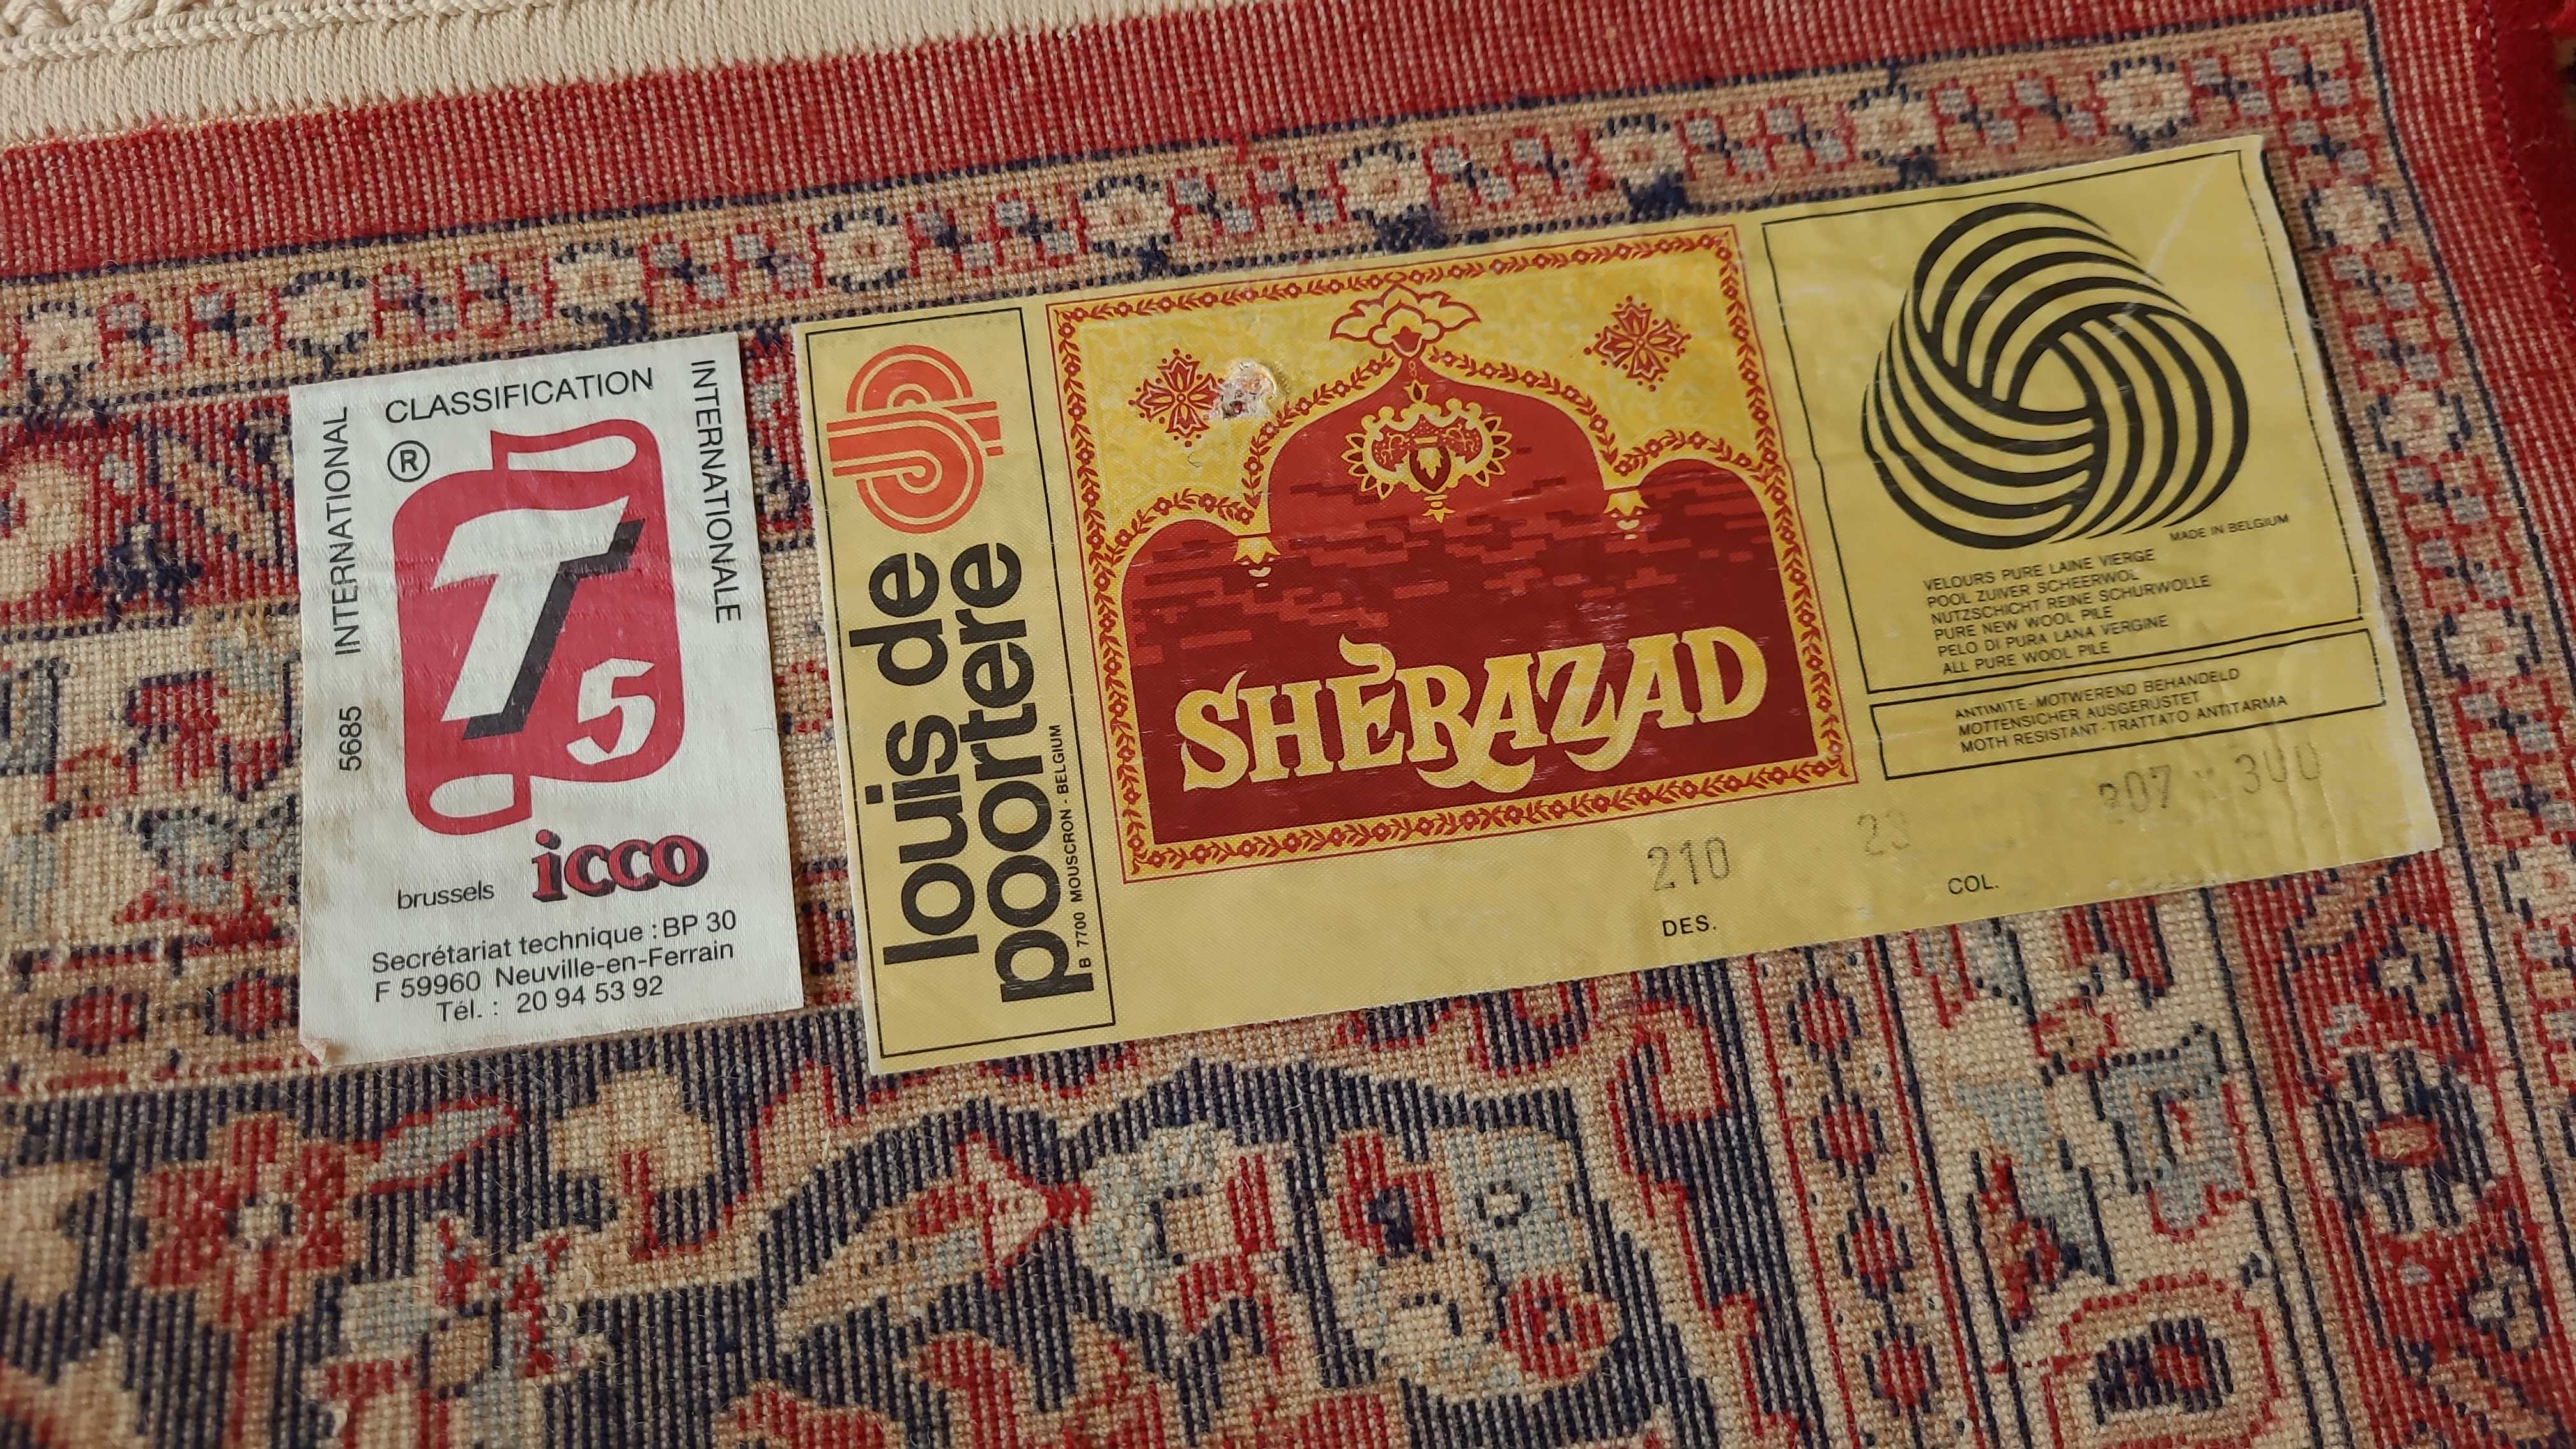 CLASSIFICATION
INTERNATIONAL
INTERNATIONALE
®
T5
5685
icco
brussels
Secrétariat technique : BP 30
F 59960 Neuville-en-Ferrain
Tél. : 20 94 53 92
louis de
poortere
B 7700 MOUSCRON - BELGIUM
SHÈRAZAD
MADE IN BELGIUM
VELOURS PURE LAINE VIERGE
POOL ZUIVER SCHEERWOL
NUTZSCHICHT REINE SCHURWOLLE
PURE NEW WOOL PILE
PELO DI PURA LANA VERGINE
ALL PURE WOOL PILE
ANTIMITE - MOTWEREND BEHANDELD
MOTTENSICHER AUSGERÜSTET
MOTH RESISTANT - TRATTATO ANTITARMA
210 23 207 x 300
DES. COL.